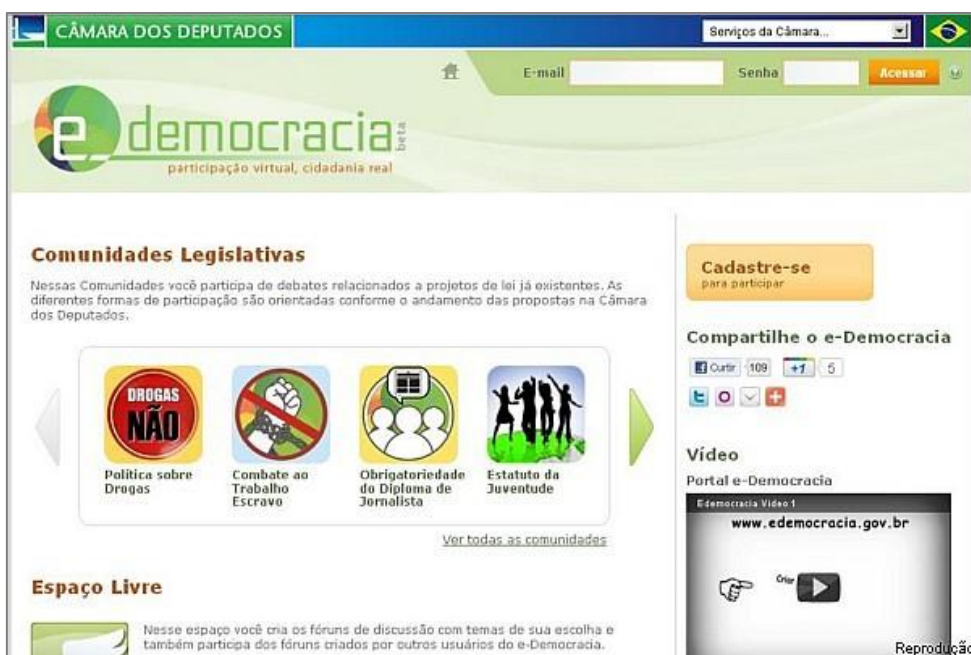 CÂMARA DOS DEPUTADOS
Serviços da Câmara...
E-mail
Senha
Acessar
e democracia beta
participação virtual, cidadania real
Comunidades Legislativas
Nessas Comunidades você participa de debates relacionados a projetos de lei já existentes. As
diferentes formas de participação são orientadas conforme o andamento das propostas na Câmara
dos Deputados.
DROGAS
NÃO
Política sobre
Drogas
Combate ao
Trabalho
Escravo
Obrigatoriedade
do Diploma de
Jornalista
Estatuto da
Juventude
Ver todas as comunidades
Espaço Livre
Nesse espaço você cria os fóruns de discussão com temas de sua escolha e
também participa dos fóruns criados por outros usuários do e-Democracia.
Cadastre-se
para participar
Compartilhe o e-Democracia
Curtir 109 +1 5
Vídeo
Portal e-Democracia
Edemocracia Vídeo 1
www.edemocracia.gov.br
Criar
Reprodução